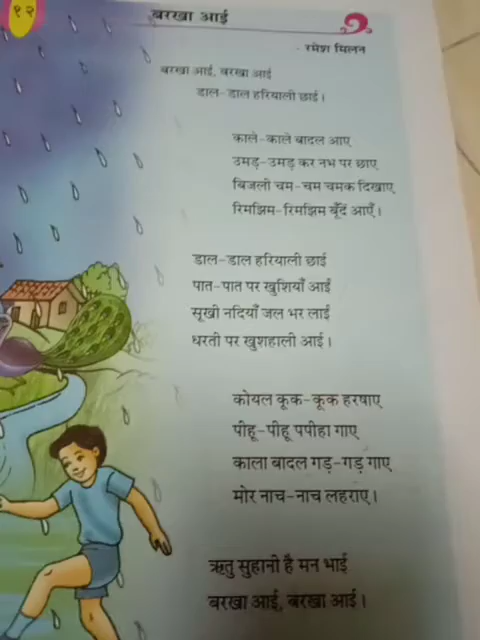 १२
बरखा आई
- रमेश मिलन
बरखा आई, बरखा आई
डाल-डाल हरियाली छाई।
काले-काले बादल आए
उमड़-उमड़ कर नभ पर छाए
बिजली चम-चम चमक दिखाए
रिमझिम-रिमझिम बूँदें आएँ।
डाल-डाल हरियाली छाई
पात-पात पर खुशियाँ आईं
सूखी नदियाँ जल भर लाईं
धरती पर खुशहाली आई।
कोयल कूक-कूक हरषाए
पीहू-पीहू पपीहा गाए
काला बादल गड़-गड़ गाए
मोर नाच-नाच लहराए।
ऋतु सुहानी है मन भाई
बरखा आई, बरखा आई।